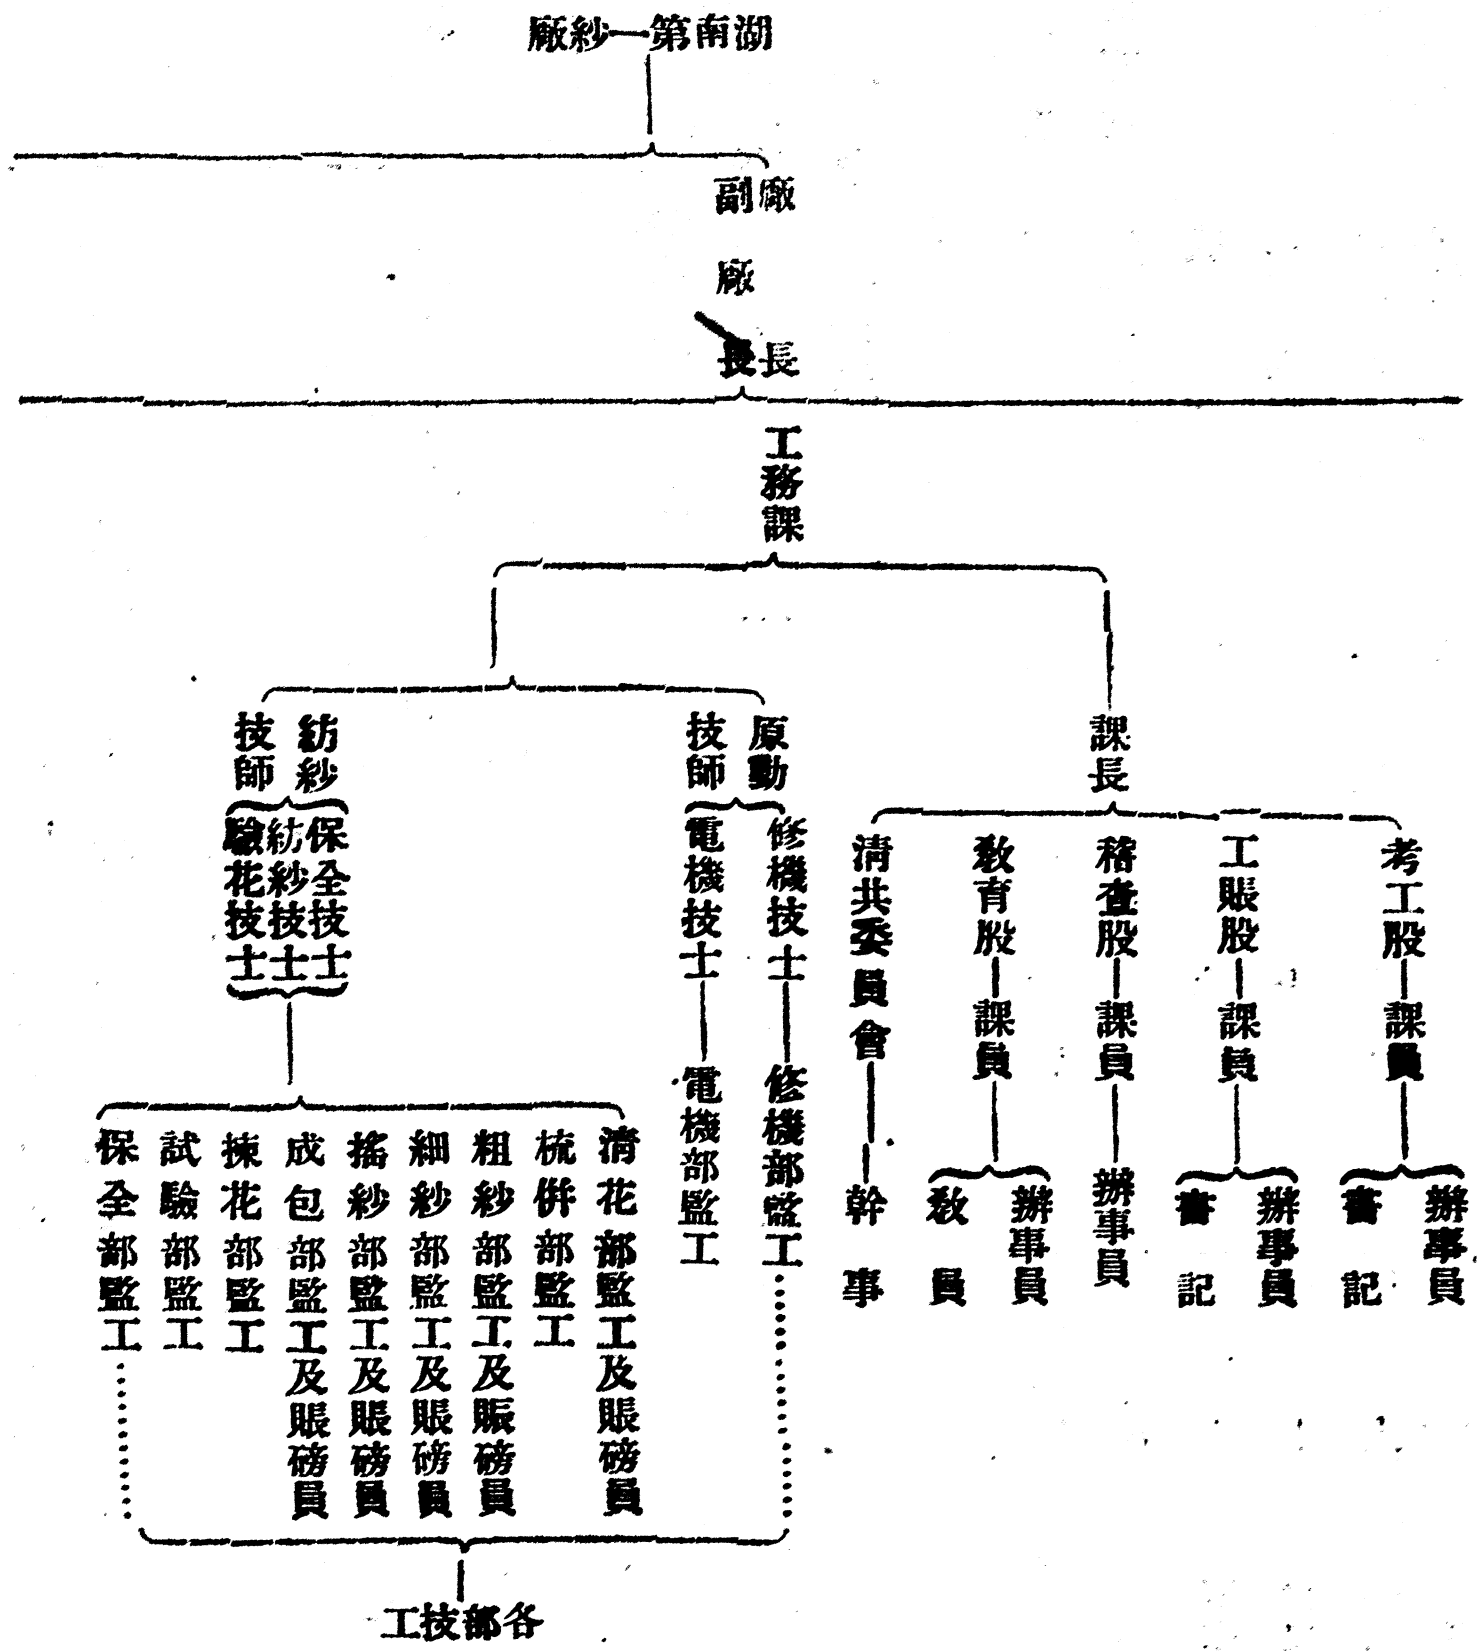 湖南第一紗廠
廠長
副廠長
工務課
課長
考工股
課員
辦事員
書記
工賬股
課員
辦事員
書記
稽查股
課員
辦事員
教育股
課員
辦事員
教員
清共委員會
幹事
原動技師
修機技士
修機部監工
電機技士
電機部監工
紡紗技師
保全技士
紡紗技士
驗花技士
清花部監工及賬磅員
梳併部監工
粗紗部監工及賬磅員
細紗部監工及賬磅員
搖紗部監工及賬磅員
成包部監工及賬磅員
揀花部監工
試驗部監工
保全部監工
各部技工